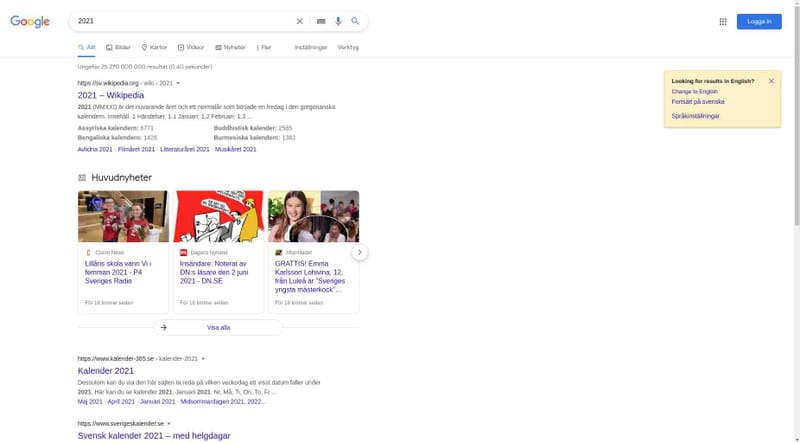 Google
2021
Logga in
Allt
Bilder
Kartor
Videor
Nyheter
Fler
Inställningar
Verktyg
Ungefär 25 270 000 000 resultat (0,40 sekunder)
https://sv.wikipedia.org › wiki › 2021
2021 – Wikipedia
2021 (MMXXI) är det nuvarande året och ett normalår som började en fredag i den gregorianska
kalendern. Innehåll. 1 Händelser. 1.1 Januari; 1.2 Februari; 1.3 ...
Assyriska kalendern: 6771
Buddhistisk kalender: 2565
Bengaliska kalendern: 1428
Burmesiska kalendern: 1383
Avlidna 2021 · Filmåret 2021 · Litteraturåret 2021 · Musikåret 2021
Looking for results in English?
Change to English
Fortsätt på svenska
Språkinställningar
Huvudnyheter
Cision News
Lillåns skola vann Vi i
femman 2021 - P4
Sveriges Radio
För 16 timmar sedan
Dagens Nyheter
Insändare: Noterat av
DN:s läsare den 2 juni
2021 - DN.SE
För 16 timmar sedan
Aftonbladet
GRATTIS! Emma
Karlsson Lohivina, 12,
från Luleå är ”Sveriges
yngsta mästerkock”...
För 16 timmar sedan
Visa alla
https://www.kalender-365.se › kalender-2021
Kalender 2021
Dessutom kan du via den här sajten ta reda på vilken veckodag ett visst datum faller under
2021. Här kan du se kalender 2021. Januari 2021. Nr, Må, Ti, On, To, Fr ...
Maj 2021 · April 2021 · Januari 2021 · Midsommardagen 2021, 2022...
https://www.sverigeskalender.se
Svensk kalender 2021 – med helgdagar